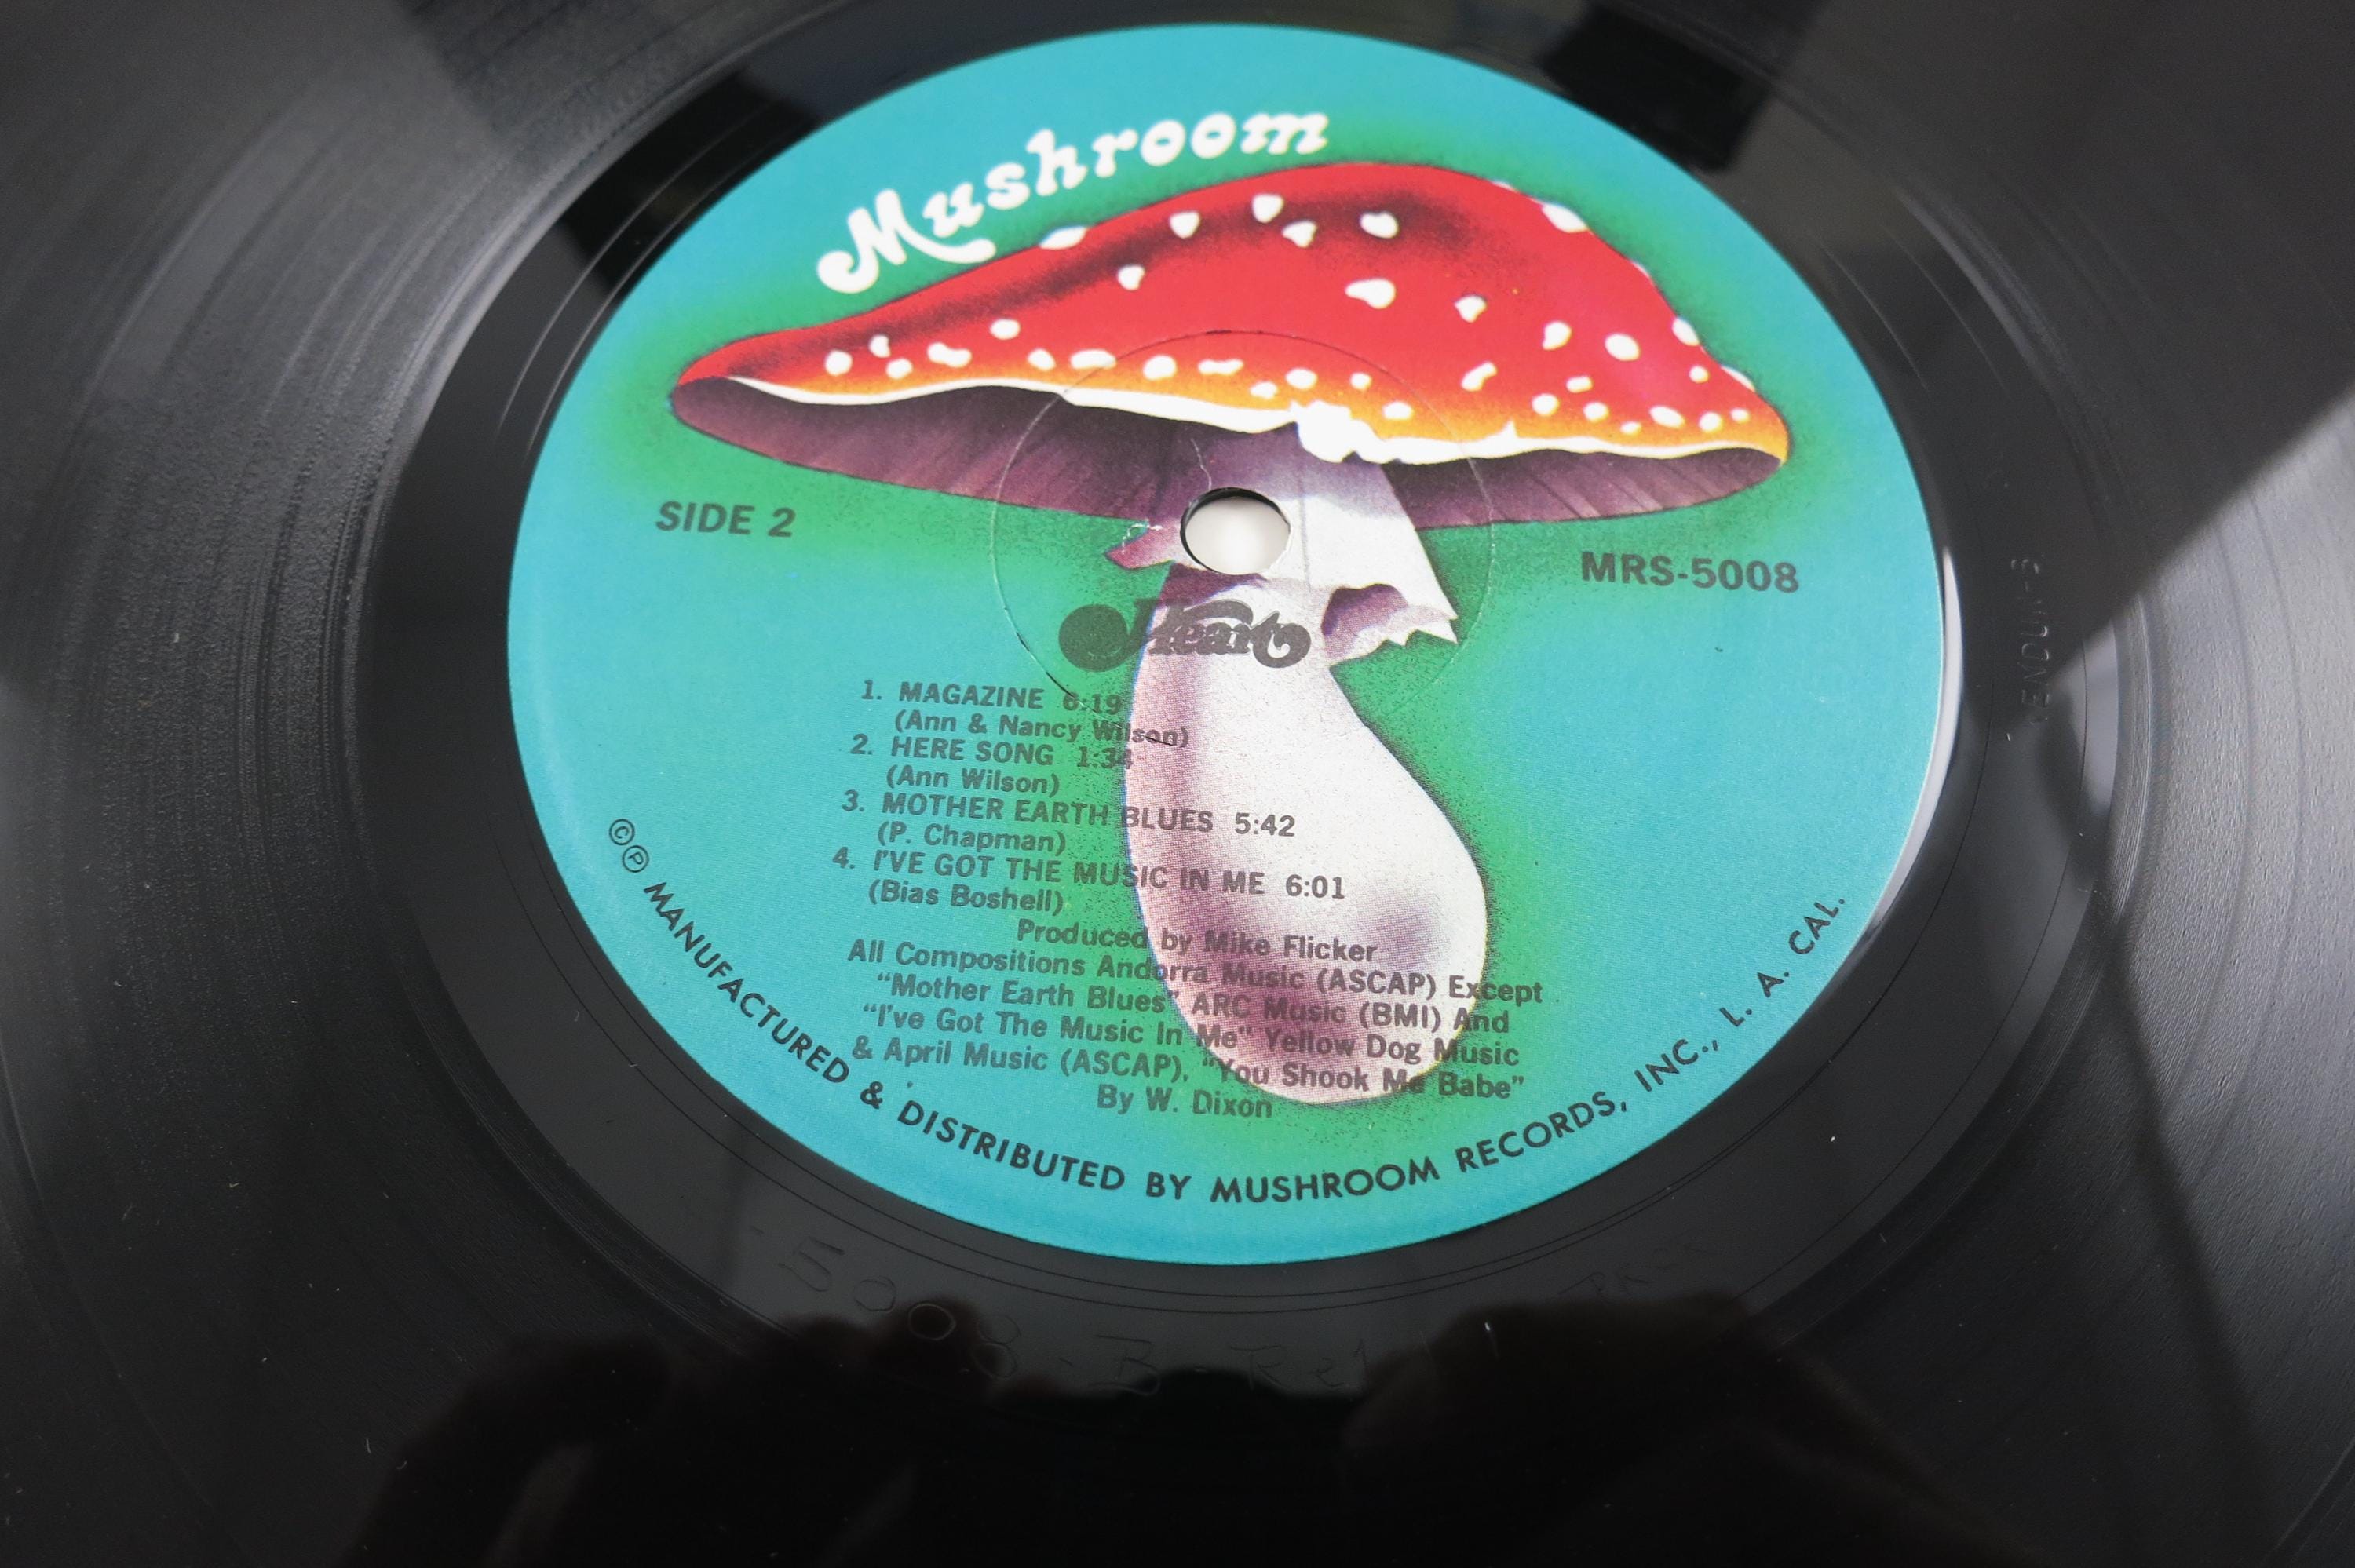 Mushroom
SIDE 2
MRS-5008
Heart
1. MAGAZINE 6:19
(Ann & Nancy Wilson)
2. HERE SONG 1:34
(Ann Wilson)
3. MOTHER EARTH BLUES 5:42
(P. Chapman)
4. I'VE GOT THE MUSIC IN ME 6:01
(Bias Boshell)
Produced by Mike Flicker
All Compositions Andorra Music (ASCAP) Except
“Mother Earth Blues” ARC Music (BMI) And
“I've Got The Music In Me” Yellow Dog Music
& April Music (ASCAP), “You Shook Me Babe”
By W. Dixon
©℗ MANUFACTURED & DISTRIBUTED BY MUSHROOM RECORDS, INC., L. A. CAL.
-5008-B-Re1